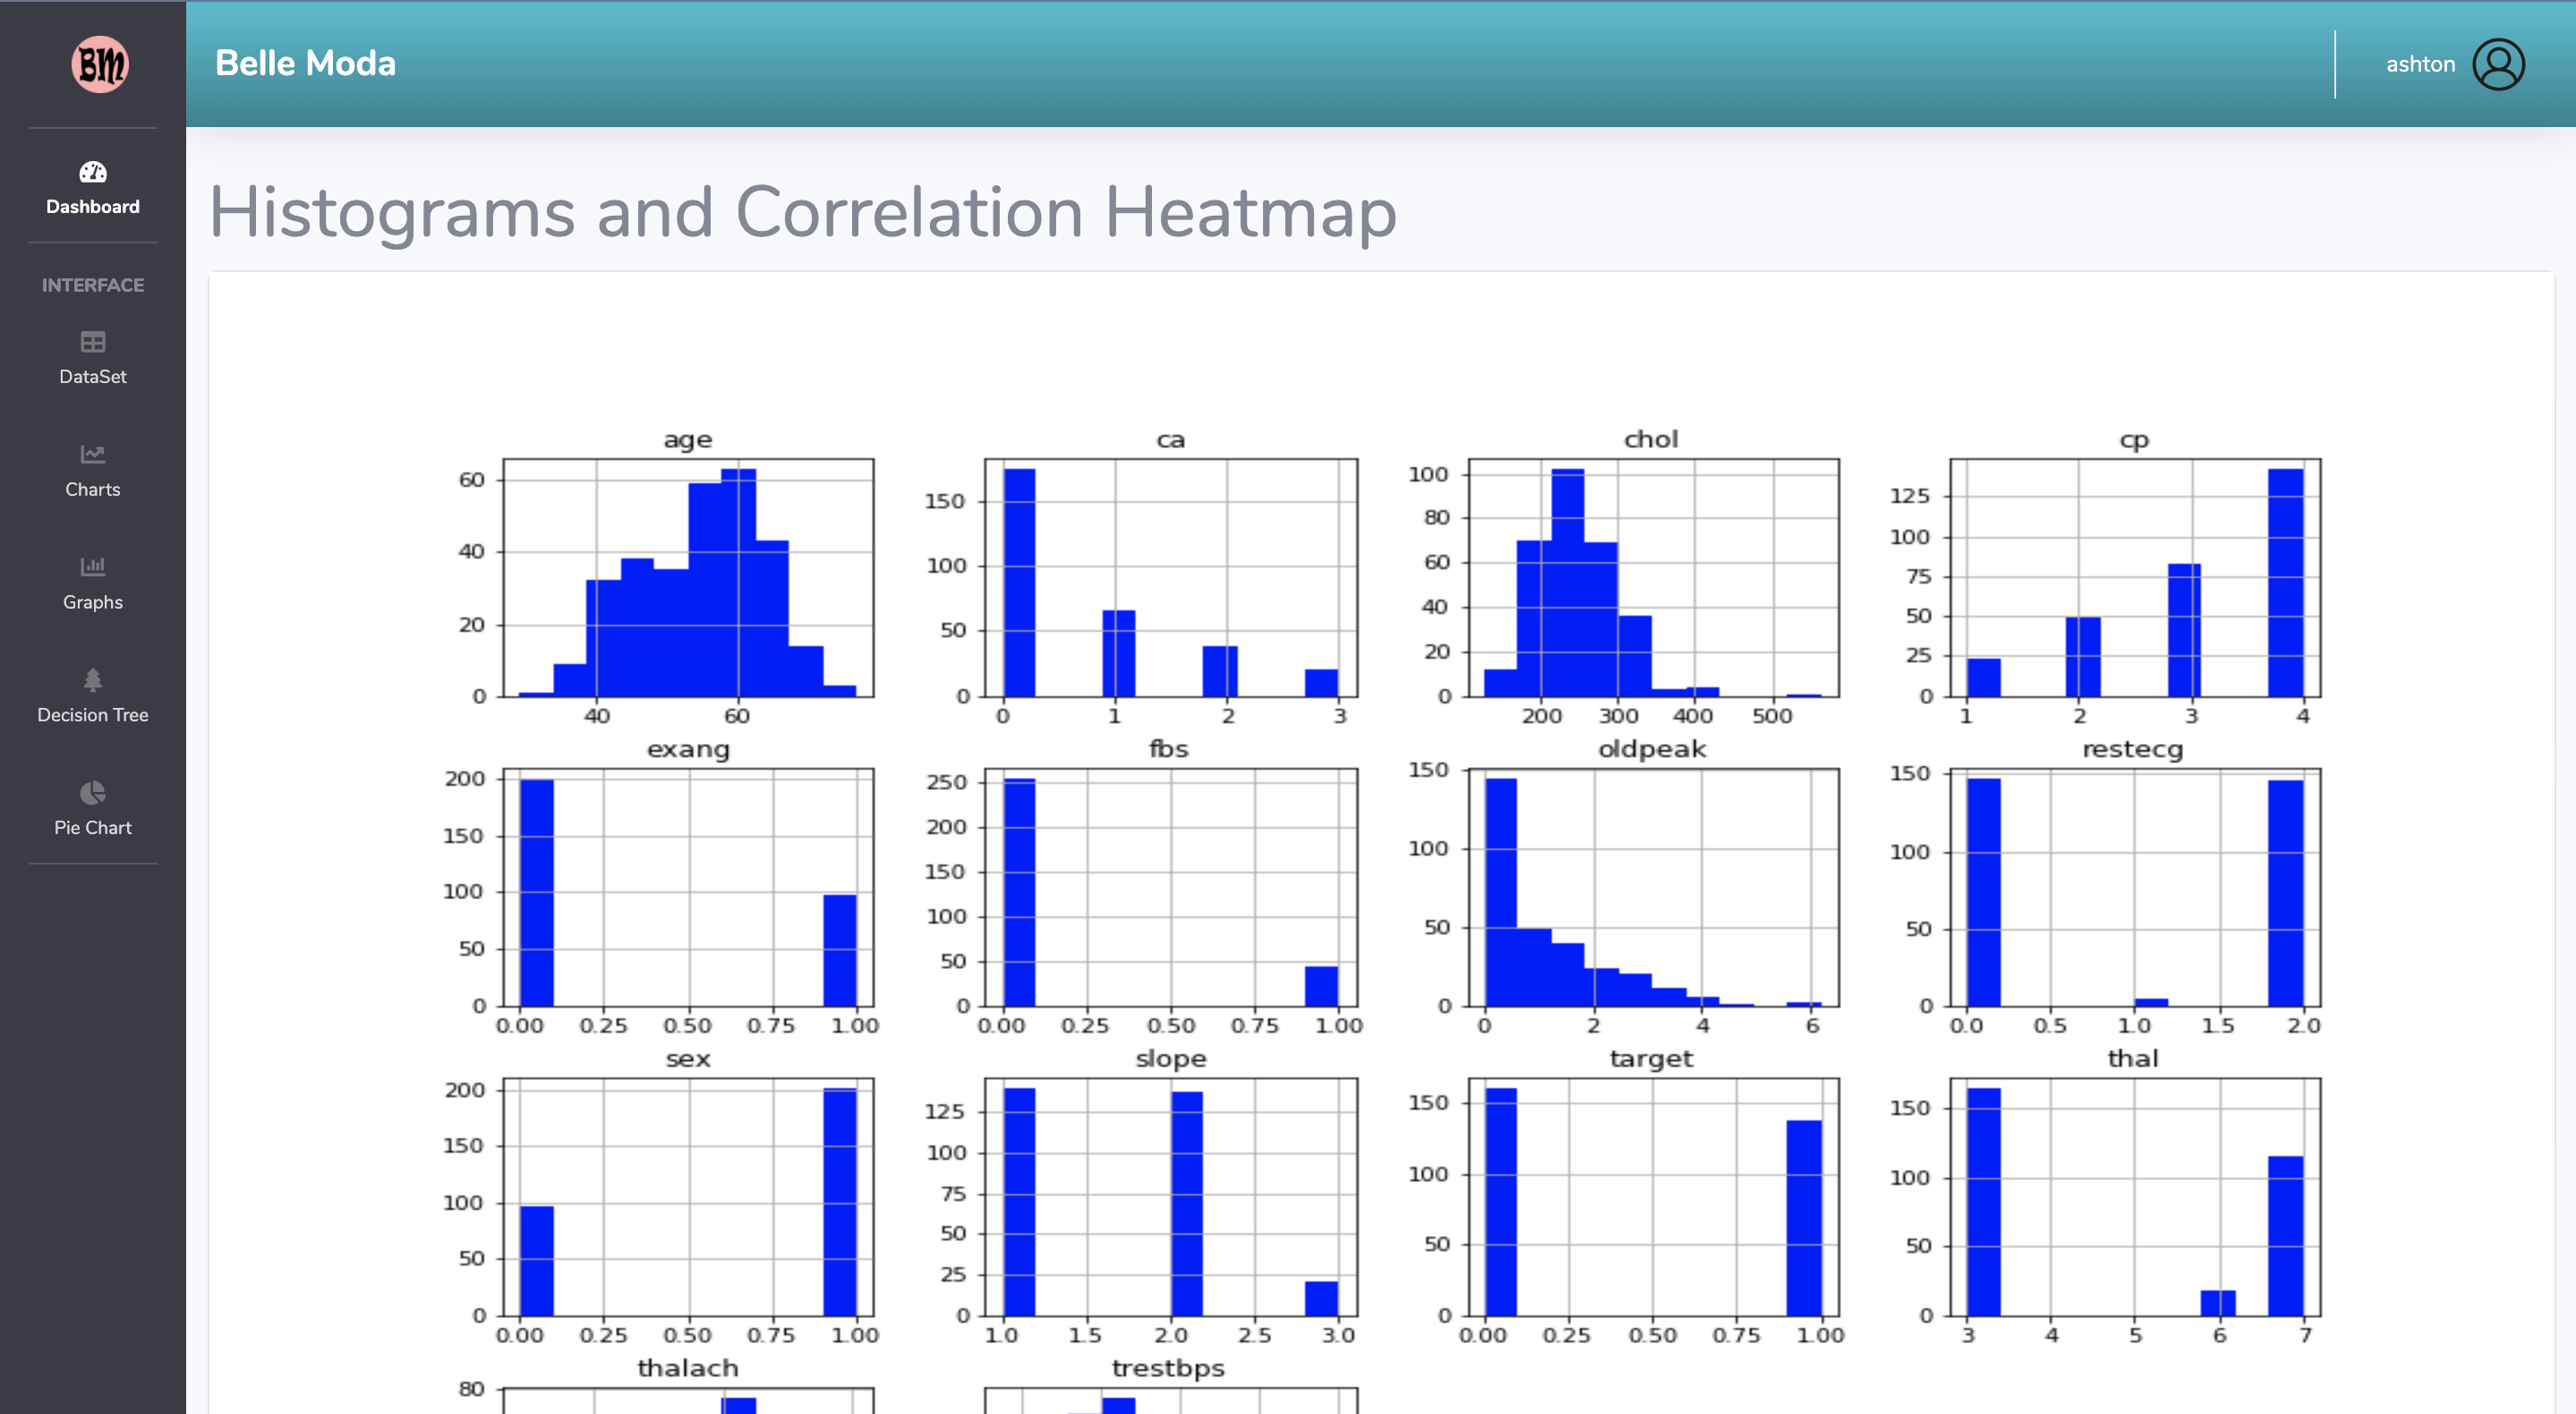 BM
Belle Moda
ashton
Dashboard
INTERFACE
DataSet
Charts
Graphs
Decision Tree
Pie Chart
Histograms and Correlation Heatmap
age
60
40
20
0
40 60
ca
150
100
50
0
0 1 2 3
chol
100
80
60
40
20
0
200 300 400 500
cp
125
100
75
50
25
0
1 2 3 4
exang
200
150
100
50
0
0.00 0.25 0.50 0.75 1.00
fbs
250
200
150
100
50
0
0.00 0.25 0.50 0.75 1.00
oldpeak
150
100
50
0
0 2 4 6
restecg
150
100
50
0
0.0 0.5 1.0 1.5 2.0
sex
200
150
100
50
0
0.00 0.25 0.50 0.75 1.00
slope
125
100
75
50
25
0
1.0 1.5 2.0 2.5 3.0
target
150
100
50
0
0.00 0.25 0.50 0.75 1.00
thal
150
100
50
0
3 4 5 6 7
thalach
80
trestbps